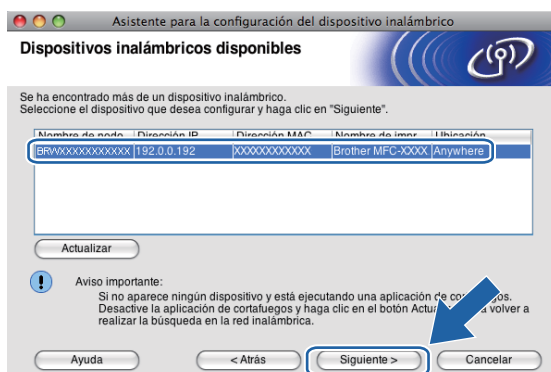 Asistente para la configuración del dispositivo inalámbrico
Dispositivos inalámbricos disponibles
Se ha encontrado más de un dispositivo inalámbrico.
Seleccione el dispositivo que desea configurar y haga clic en "Siguiente".
Nombre de nodo Dirección IP Dirección MAC Nombre de impr Ubicación
BRWXXXXXXXXXXXX 192.0.0.192 XXXXXXXXXXXX Brother MFC-XXXX Anywhere
Actualizar
Aviso importante:
Si no aparece ningún dispositivo y está ejecutando una aplicación de
Desactive la aplicación de cortafuegos y haga clic en el botón volver a
realizar la búsqueda en la red inalámbrica.
Ayuda < Atrás Siguiente > Cancelar